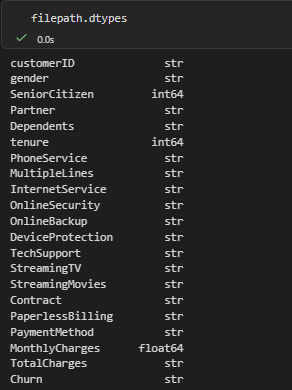 filepath.dtypes
0.0s
customerID str
gender str
SeniorCitizen int64
Partner str
Dependents str
tenure int64
PhoneService str
MultipleLines str
InternetService str
OnlineSecurity str
OnlineBackup str
DeviceProtection str
TechSupport str
StreamingTV str
StreamingMovies str
Contract str
PaperlessBilling str
PaymentMethod str
MonthlyCharges float64
TotalCharges str
Churn str